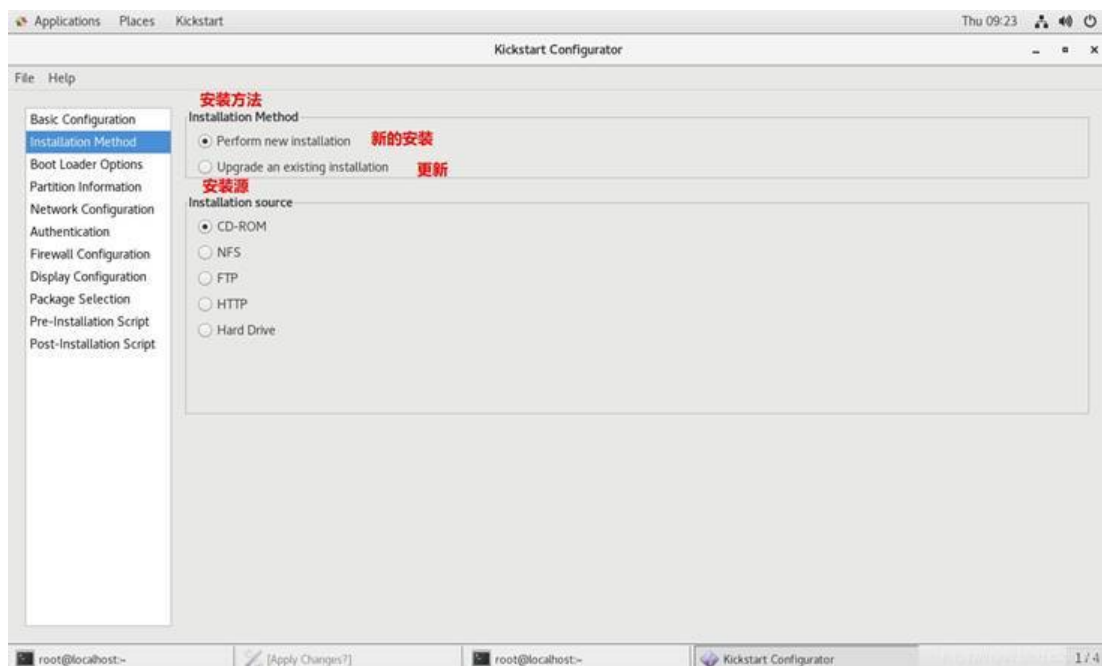 Applications Places Kickstart Thu 09:23
Kickstart Configurator
File Help
Basic Configuration
Installation Method
Boot Loader Options
Partition Information
Network Configuration
Authentication
Firewall Configuration
Display Configuration
Package Selection
Pre-Installation Script
Post-Installation Script
安装方法
Installation Method
Perform new installation 新的安装
Upgrade an existing installation 更新
安装源
Installation source
CD-ROM
NFS
FTP
HTTP
Hard Drive
root@localhost:~ [Apply Changes?] root@localhost:~ Kickstart Configurator 1 / 4